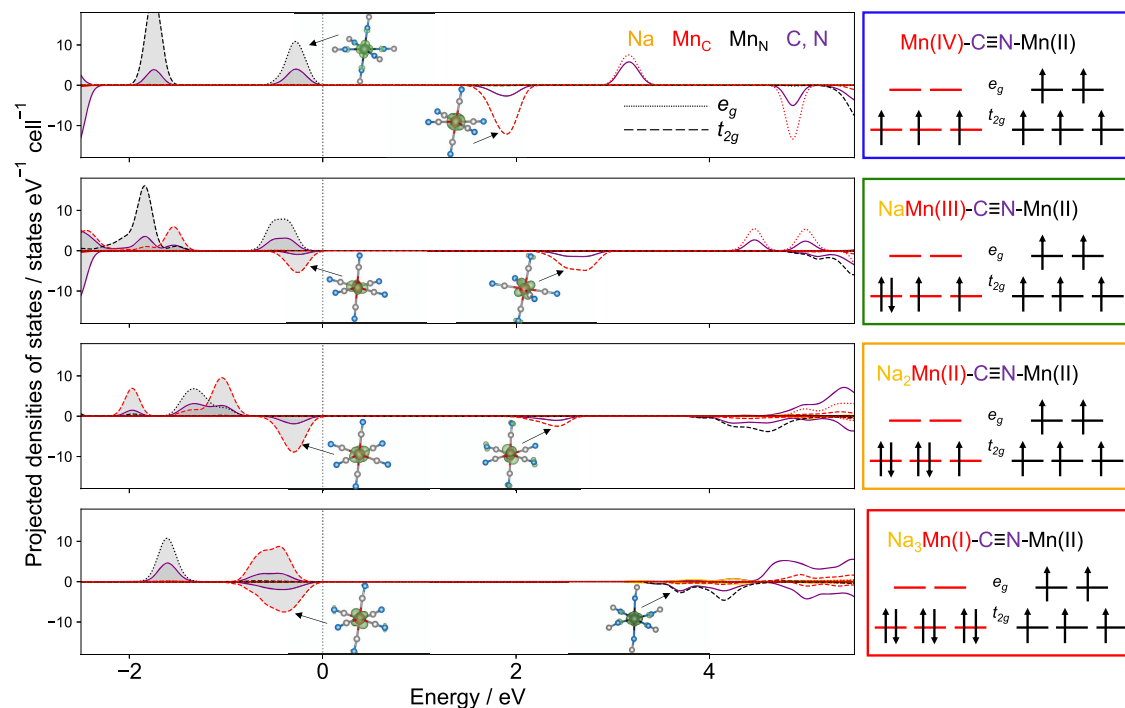 Projected densities of states / states eV⁻¹ cell⁻¹
10
0
−10
Na Mn_C Mn_N C, N
e_g
t_2g
Mn(IV)-C≡N-Mn(II)
e_g
t_2g
10
0
−10
NaMn(III)-C≡N-Mn(II)
e_g
t_2g
10
0
−10
Na₂Mn(II)-C≡N-Mn(II)
e_g
t_2g
10
0
−10
Na₃Mn(I)-C≡N-Mn(II)
e_g
t_2g
−2 0 2 4
Energy / eV